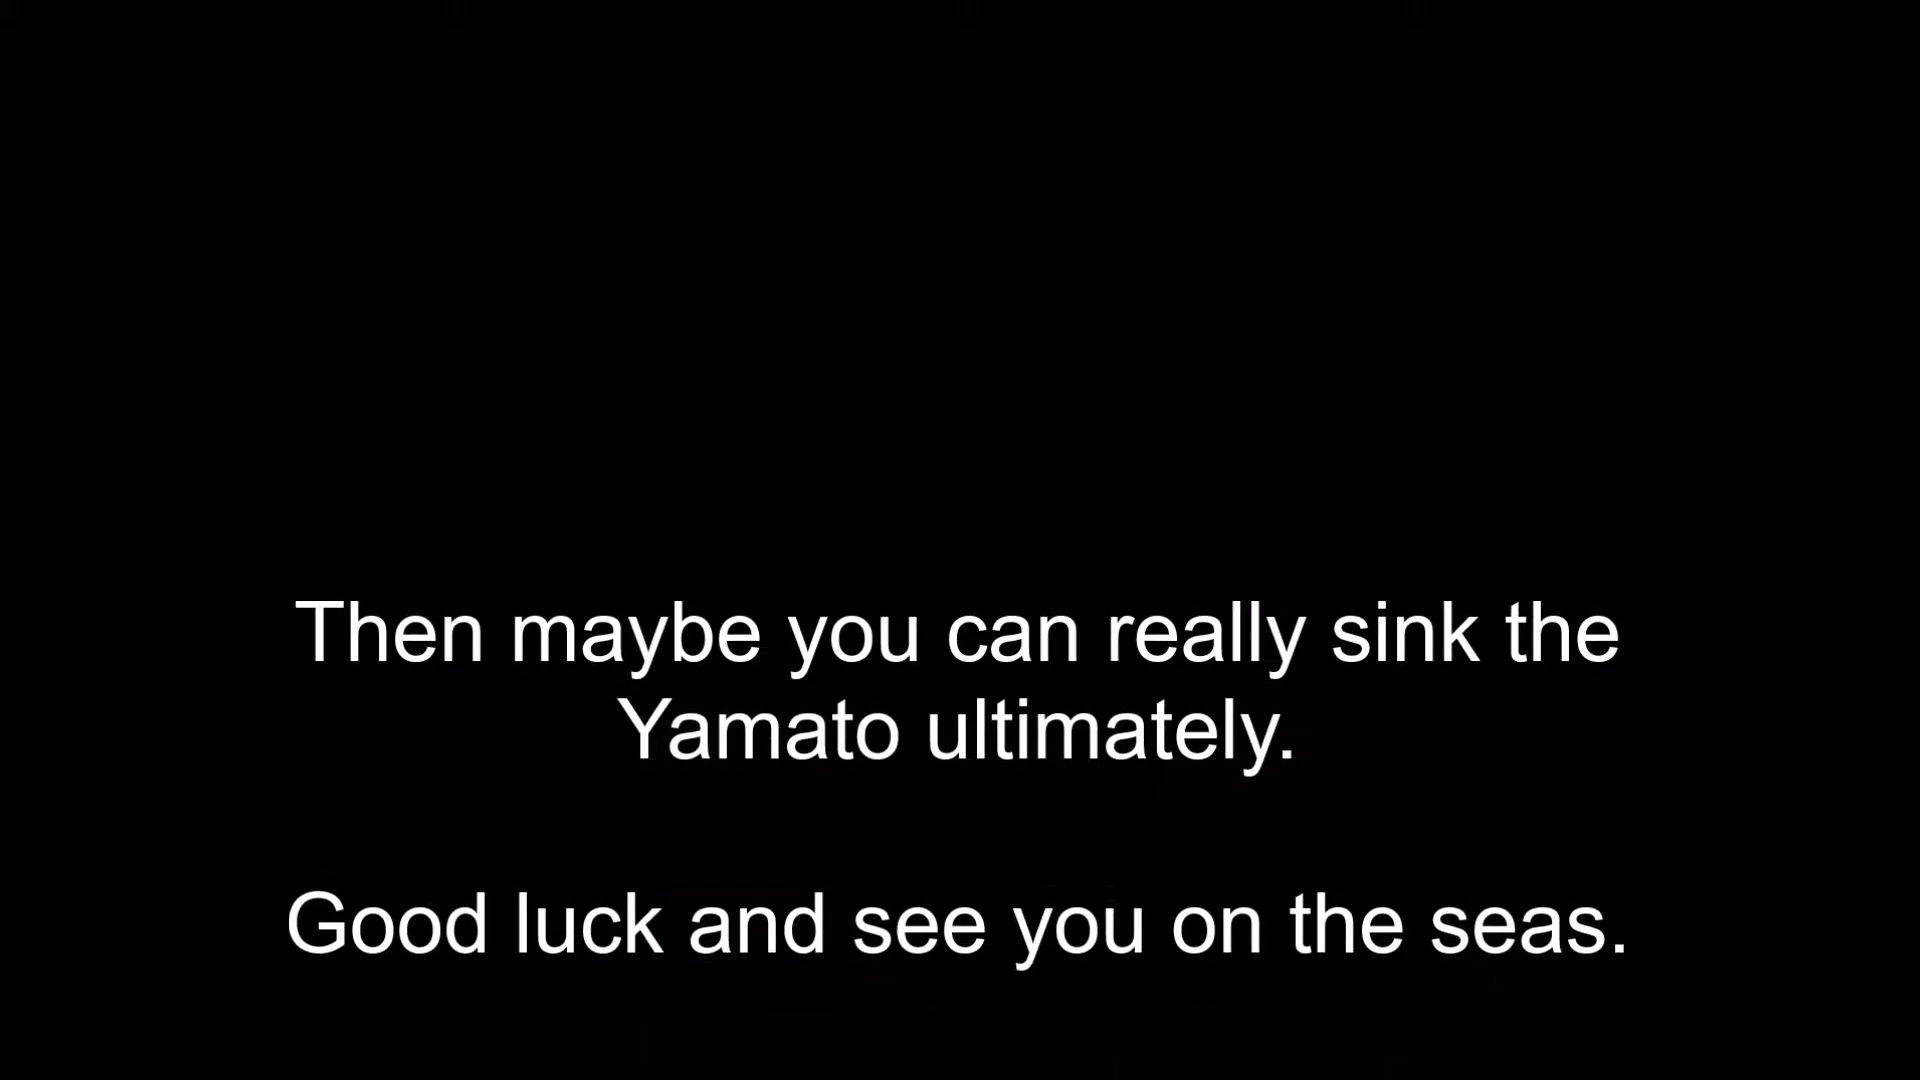 Then maybe you can really sink the
Yamato ultimately.
Good luck and see you on the seas.